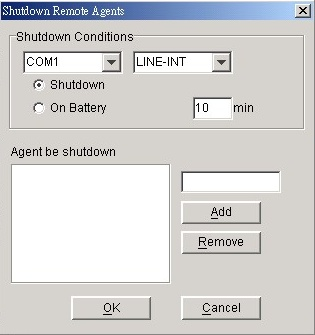 Shutdown Remote Agents
Shutdown Conditions
COM1 LINE-INT
Shutdown
On Battery 10 min
Agent be shutdown
Add
Remove
OK Cancel